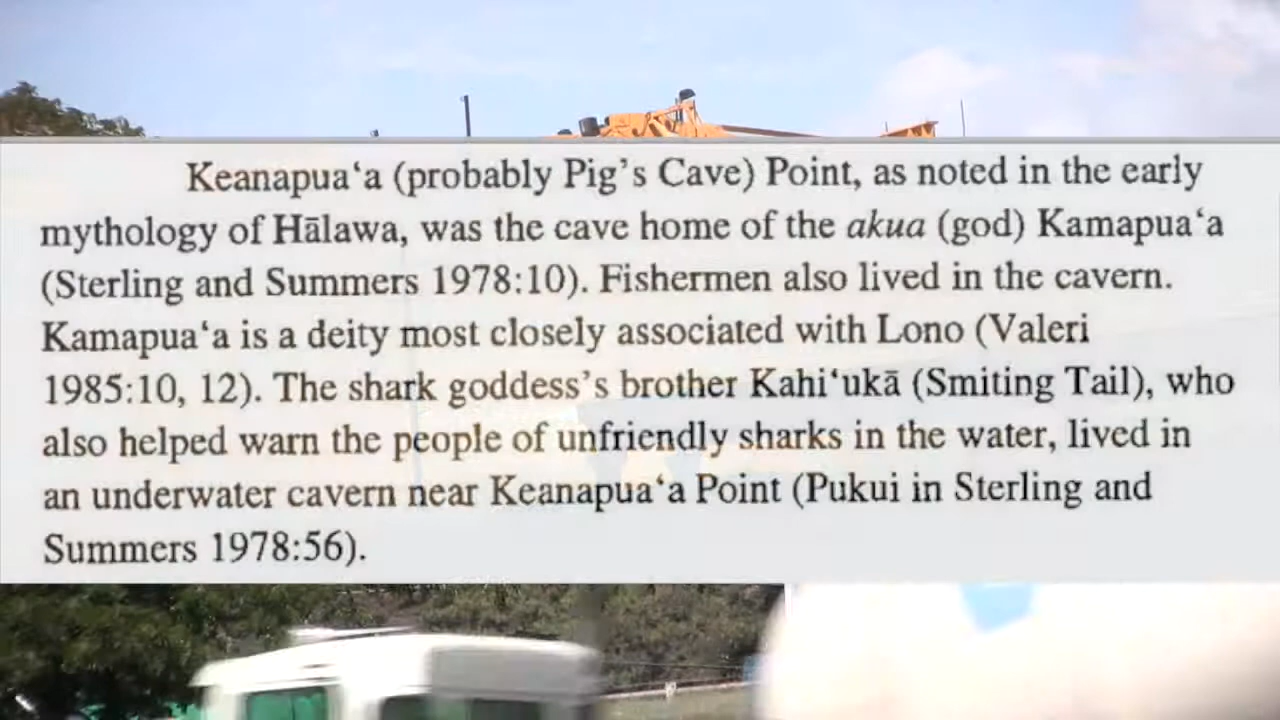 Keanapuaʻa (probably Pig’s Cave) Point, as noted in the early
mythology of Hālawa, was the cave home of the akua (god) Kamapuaʻa
(Sterling and Summers 1978:10). Fishermen also lived in the cavern.
Kamapuaʻa is a deity most closely associated with Lono (Valeri
1985:10, 12). The shark goddess’s brother Kahiʻukā (Smiting Tail), who
also helped warn the people of unfriendly sharks in the water, lived in
an underwater cavern near Keanapuaʻa Point (Pukui in Sterling and
Summers 1978:56).